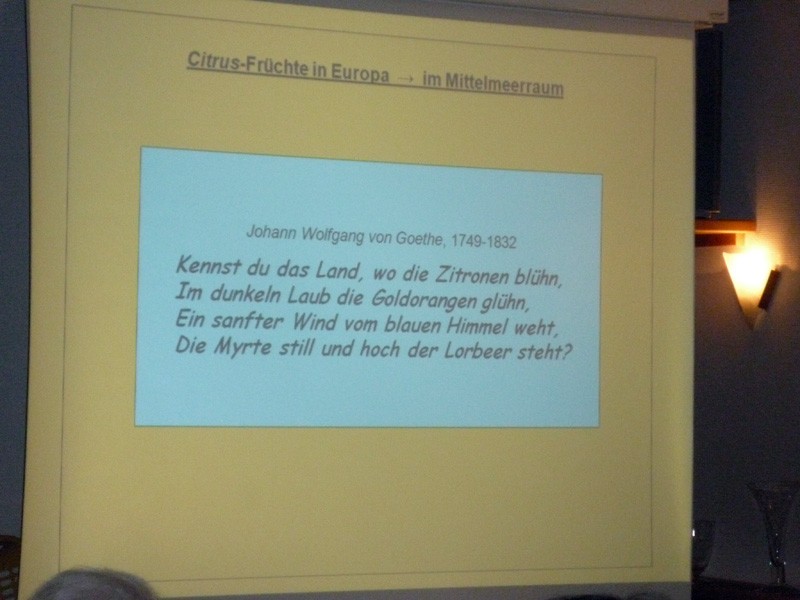 Citrus-Früchte in Europa → im Mittelmeerraum
Johann Wolfgang von Goethe, 1749-1832
Kennst du das Land, wo die Zitronen blühn,
Im dunkeln Laub die Goldorangen glühn,
Ein sanfter Wind vom blauen Himmel weht,
Die Myrte still und hoch der Lorbeer steht?